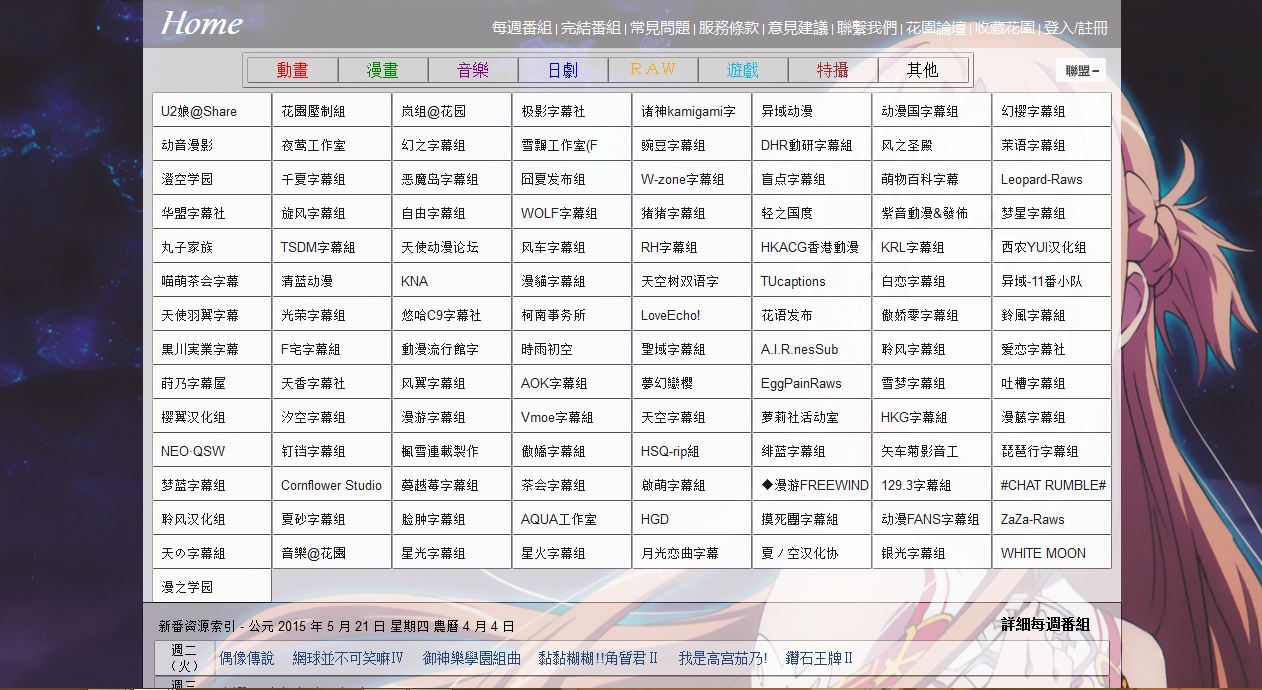 Home
每週番組 | 完結番組 | 常見問題 | 服務條款 | 意見建議 | 聯繫我們 | 花園論壇 | 收藏花園 | 登入/註冊
動畫 漫畫 音樂 日劇 RAW 遊戲 特攝 其他 聯盟
U2娘@Share 花園壓制組 岚组@花园 极影字幕社 诸神kamigami字 异域动漫 动漫国字幕组 幻樱字幕组
动音漫影 夜莺工作室 幻之字幕组 雪飄工作室(F 豌豆字幕组 DHR動研字幕組 风之圣殿 茉语字幕组
澄空学园 千夏字幕组 恶魔岛字幕组 囧夏发布组 W-zone字幕组 盲点字幕组 萌物百科字幕 Leopard-Raws
华盟字幕社 旋风字幕组 自由字幕组 WOLF字幕组 猪猪字幕组 轻之国度 紫音動漫&發佈 梦星字幕组
丸子家族 TSDM字幕組 天使动漫论坛 风车字幕组 RH字幕组 HKACG香港動漫 KRL字幕组 西农YUI汉化组
喵萌茶会字幕 清蓝动漫 KNA 漫貓字幕組 天空树双语字 TUcaptions 白恋字幕组 异域-11番小队
天使羽翼字幕 光荣字幕组 悠哈C9字幕社 柯南事务所 LoveEcho! 花语发布 傲娇零字幕组 鈴風字幕組
黒川実業字幕 F宅字幕組 動漫流行館字 時雨初空 聖域字幕組 A.I.R.nesSub 聆风字幕组 爱恋字幕社
莳乃字幕屋 天香字幕社 风翼字幕组 AOK字幕组 夢幻戀櫻 EggPainRaws 雪梦字幕组 吐槽字幕组
樱翼汉化组 汐空字幕组 漫游字幕组 Vmoe字幕組 天空字幕组 萝莉社活动室 HKG字幕組 漫藤字幕组
NEO·QSW 钉铛字幕组 楓雪連載製作 傲嬌字幕組 HSQ-rip組 绯蓝字幕组 矢车菊影音工 琵琶行字幕组
梦蓝字幕组 Cornflower Studio 蔓越莓字幕组 茶会字幕组 啟萌字幕組 ◆漫游FREEWIND 129.3字幕組 #CHAT RUMBLE#
聆风汉化组 夏砂字幕组 脸肿字幕组 AQUA工作室 HGD 摸死團字幕組 动漫FANS字幕组 ZaZa-Raws
天の字幕組 音樂@花園 星光字幕组 星火字幕组 月光恋曲字幕 夏ノ空汉化协 银光字幕组 WHITE MOON
漫之学园
新番資源索引 - 公元 2015 年 5 月 21 日 星期四 農曆 4 月 4 日 詳細每週番組
週二（火） 偶像傳說 網球並不可笑嘛Ⅳ 御神樂學園組曲 黏黏糊糊!!角質君Ⅱ 我是高宮茄乃! 鑽石王牌Ⅱ
週三